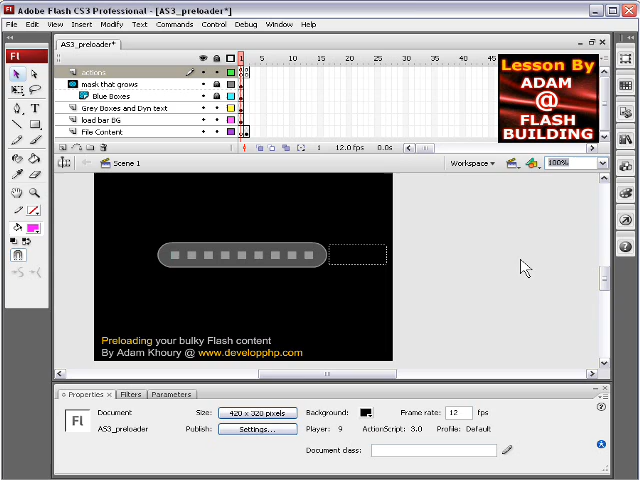 Adobe Flash CS3 Professional - [AS3_preloader*]
File Edit View Insert Modify Text Commands Control Debug Window Help
Fl
AS3_preloader*
1 5 10 15 20 25 30 35 40 45
actions
mask that grows
Blue Boxes
Grey Boxes and Dyn text
load bar BG
File Content
1 12.0 fps 0.0s
Lesson By
ADAM
@
FLASH
BUILDING
Scene 1
Workspace
100%
Preloading your bulky Flash content
By Adam Khoury @ www.developphp.com
Properties Filters Parameters
Fl
Document
AS3_preloader
Size: 420 x 320 pixels
Background:
Frame rate: 12 fps
Publish: Settings...
Player: 9
ActionScript: 3.0
Profile: Default
Document class: